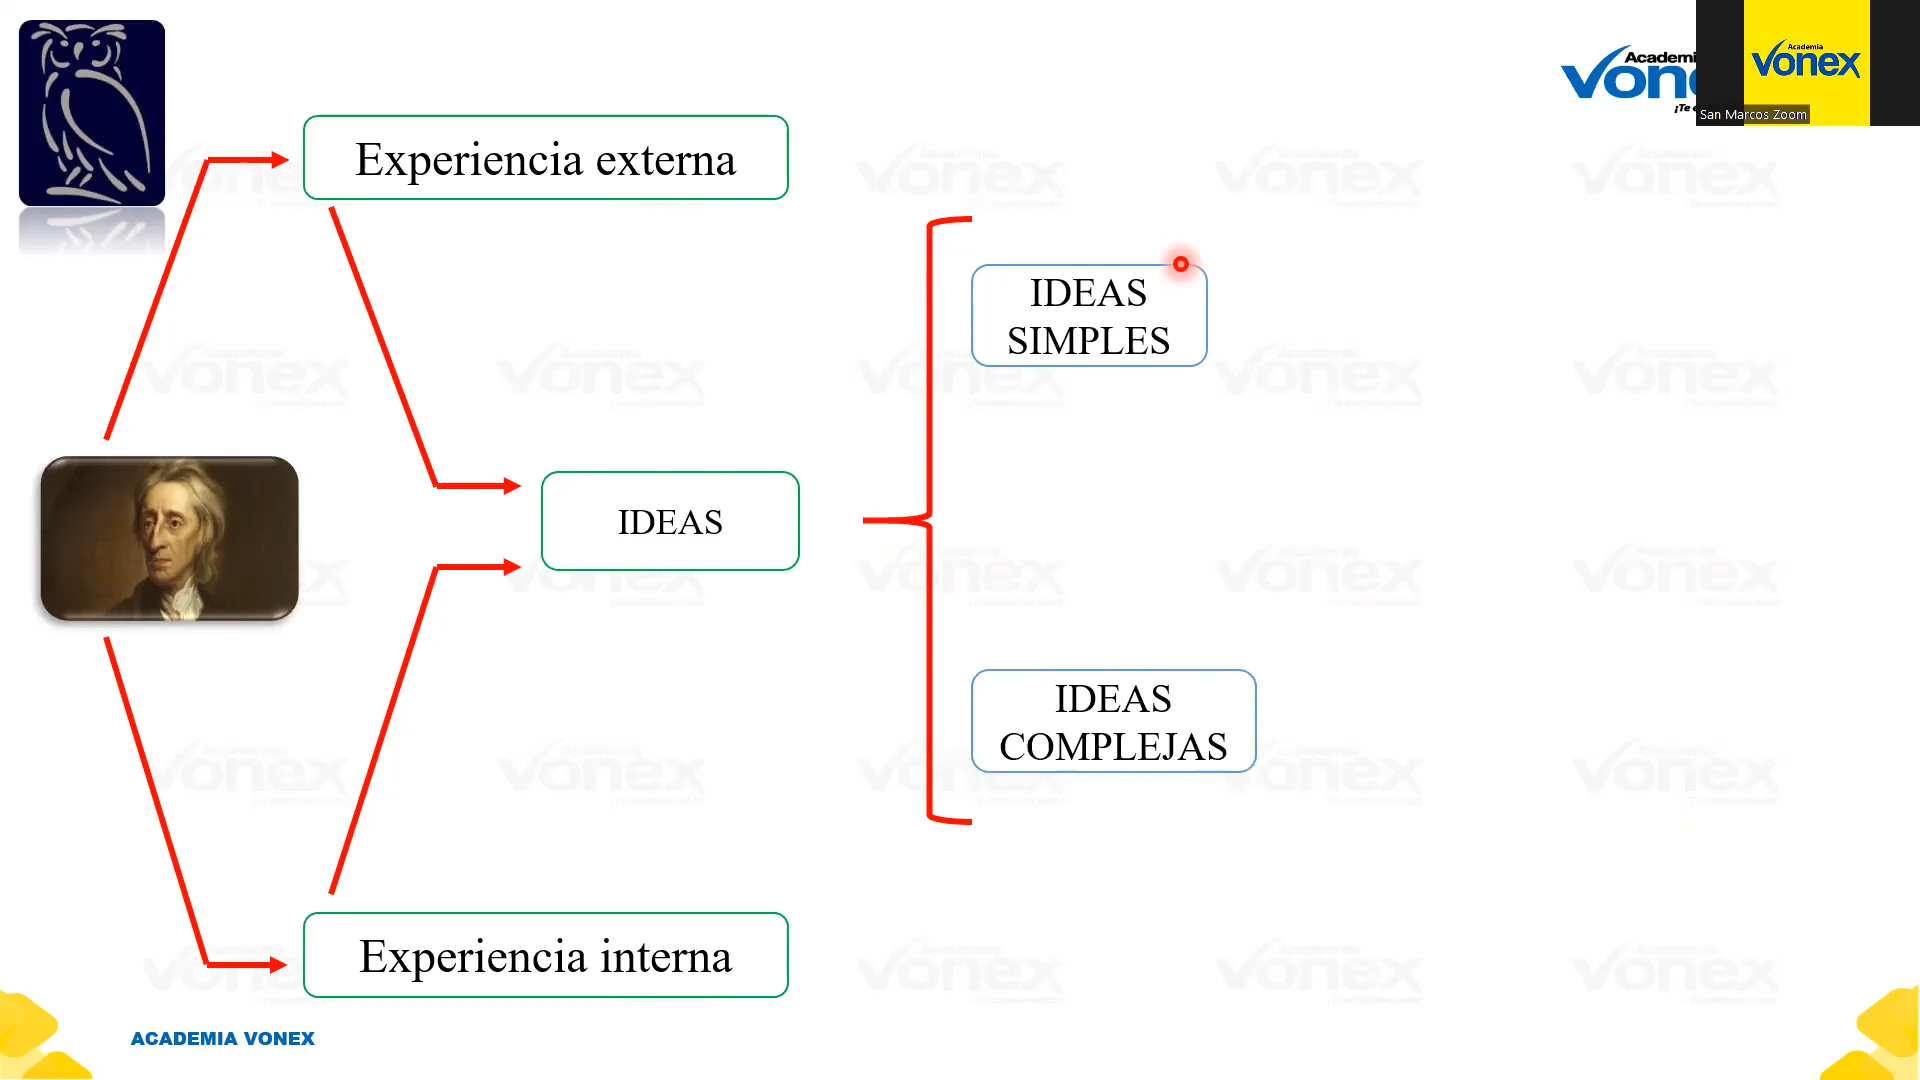 Academia
vonex
San Marcos Zoom
Experiencia externa
IDEAS
SIMPLES
IDEAS
IDEAS
COMPLEJAS
Experiencia interna
ACADEMIA VONEX